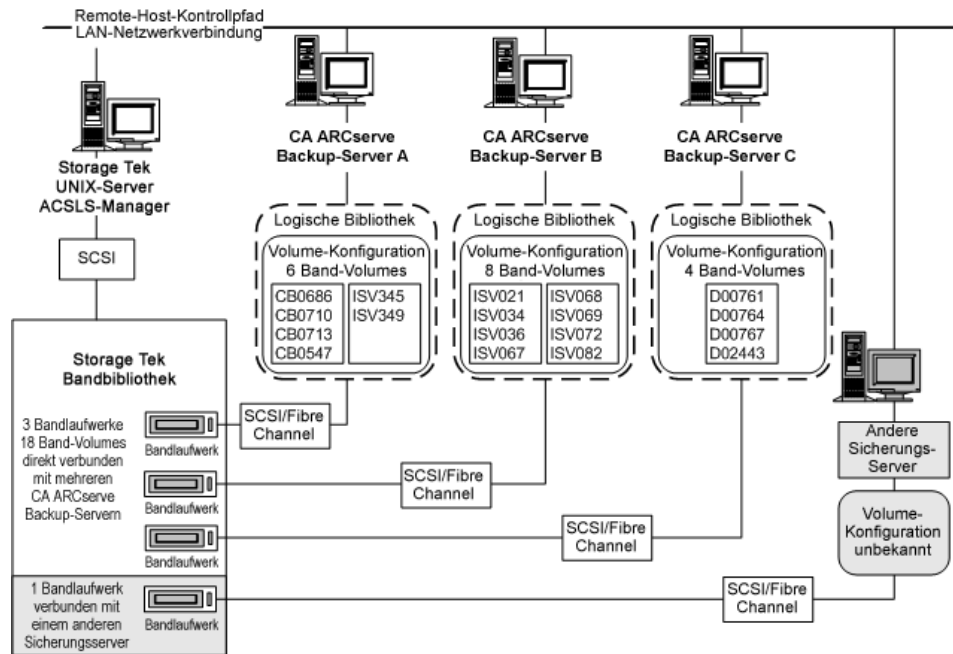 Remote-Host-Kontrollpfad
LAN-Netzwerkverbindung
Storage Tek
UNIX-Server
ACSLS-Manager
SCSI
CA ARCserve
Backup-Server A
CA ARCserve
Backup-Server B
CA ARCserve
Backup-Server C
Logische Bibliothek
Volume-Konfiguration
6 Band-Volumes
CB0686
CB0710
CB0713
CB0547
ISV345
ISV349
Logische Bibliothek
Volume-Konfiguration
8 Band-Volumes
ISV021
ISV034
ISV036
ISV067
ISV068
ISV069
ISV072
ISV082
Logische Bibliothek
Volume-Konfiguration
4 Band-Volumes
D00761
D00764
D00767
D02443
Storage Tek
Bandbibliothek
3 Bandlaufwerke
18 Band-Volumes
direkt verbunden
mit mehreren
CA ARCserve
Backup-Servern
Bandlaufwerk
Bandlaufwerk
Bandlaufwerk
1 Bandlaufwerk
verbunden mit
einem anderen
Sicherungsserver
Bandlaufwerk
SCSI/Fibre
Channel
SCSI/Fibre
Channel
SCSI/Fibre
Channel
SCSI/Fibre
Channel
Andere
Sicherungs-
Server
Volume-
Konfiguration
unbekannt